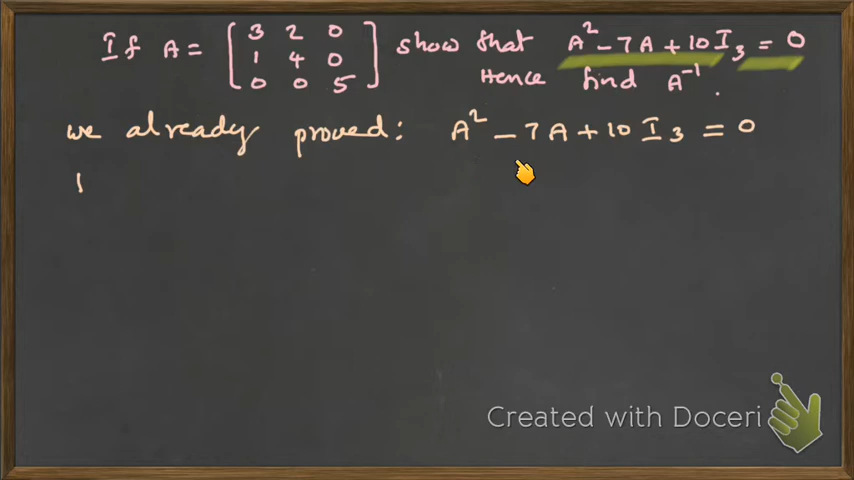 If A = [ 3 2 0 show that A² - 7A + 10I₃ = 0
1 4 0
0 0 5 ] Hence find A⁻¹.
we already proved: A² - 7A + 10I₃ = 0
Created with Doceri